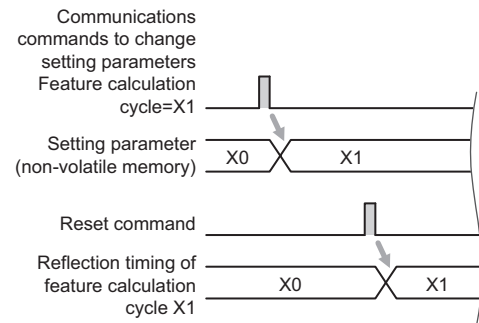 Communications
commands to change
setting parameters
Feature calculation
cycle=X1
Setting parameter
(non-volatile memory)
X0
X1
Reset command
Reflection timing of
feature calculation
cycle X1
X0
X1